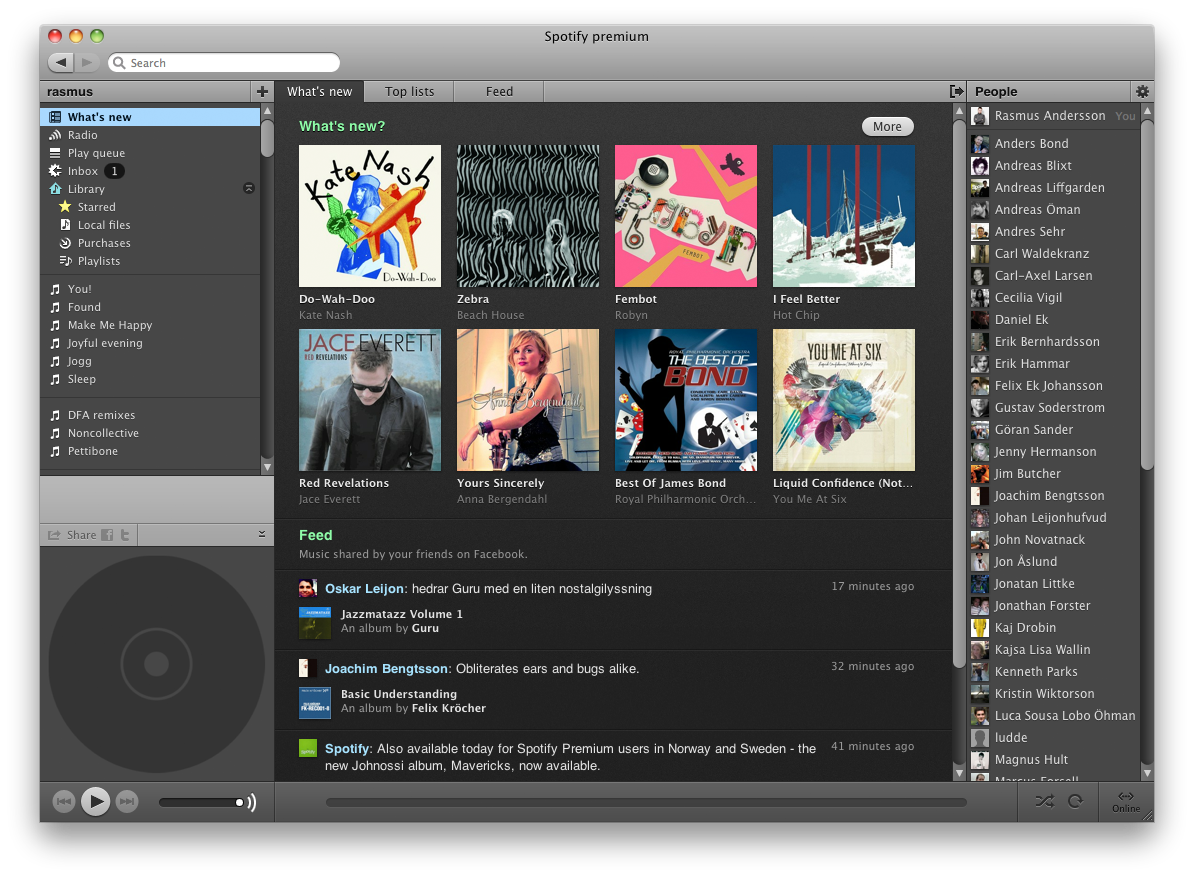 Spotify premium
Search
rasmus
What's new
Radio
Play queue
Inbox 1
Library
Starred
Local files
Purchases
Playlists
You!
Found
Make Me Happy
Joyful evening
Jogg
Sleep
DFA remixes
Noncollective
Pettibone
Share
What's new Top lists Feed
What's new? More
Kate Nash
Do-Wah-Doo
Do-Wah-Doo
Kate Nash
Zebra
Beach House
Robyn
FEMBOT
Fembot
Robyn
I Feel Better
Hot Chip
JACE EVERETT
RED REVELATIONS
Red Revelations
Jace Everett
Anna Bergendahl
Yours Sincerely
Anna Bergendahl
ROYAL PHILHARMONIC ORCHESTRA
THE BEST OF
BOND
Best Of James Bond
Royal Philharmonic Orch...
YOU ME AT SIX
Liquid Confidence (Not...
You Me At Six
Feed
Music shared by your friends on Facebook.
Oskar Leijon: hedrar Guru med en liten nostalgilyssning 17 minutes ago
Jazzmatazz Volume 1
An album by Guru
Joachim Bengtsson: Obliterates ears and bugs alike. 32 minutes ago
Basic Understanding
An album by Felix Kröcher
Spotify: Also available today for Spotify Premium users in Norway and Sweden - the 41 minutes ago
new Johnossi album, Mavericks, now available.
People
Rasmus Andersson You
Anders Bond
Andreas Blixt
Andreas Liffgarden
Andreas Öman
Andres Sehr
Carl Waldekranz
Carl-Axel Larsen
Cecilia Vigil
Daniel Ek
Erik Bernhardsson
Erik Hammar
Felix Ek Johansson
Gustav Soderstrom
Göran Sander
Jenny Hermanson
Jim Butcher
Joachim Bengtsson
Johan Leijonhufvud
John Novatnack
Jon Åslund
Jonatan Littke
Jonathan Forster
Kaj Drobin
Kajsa Lisa Wallin
Kenneth Parks
Kristin Wiktorson
Luca Sousa Lobo Öhman
ludde
Magnus Hult
Marcus Forsell
Online